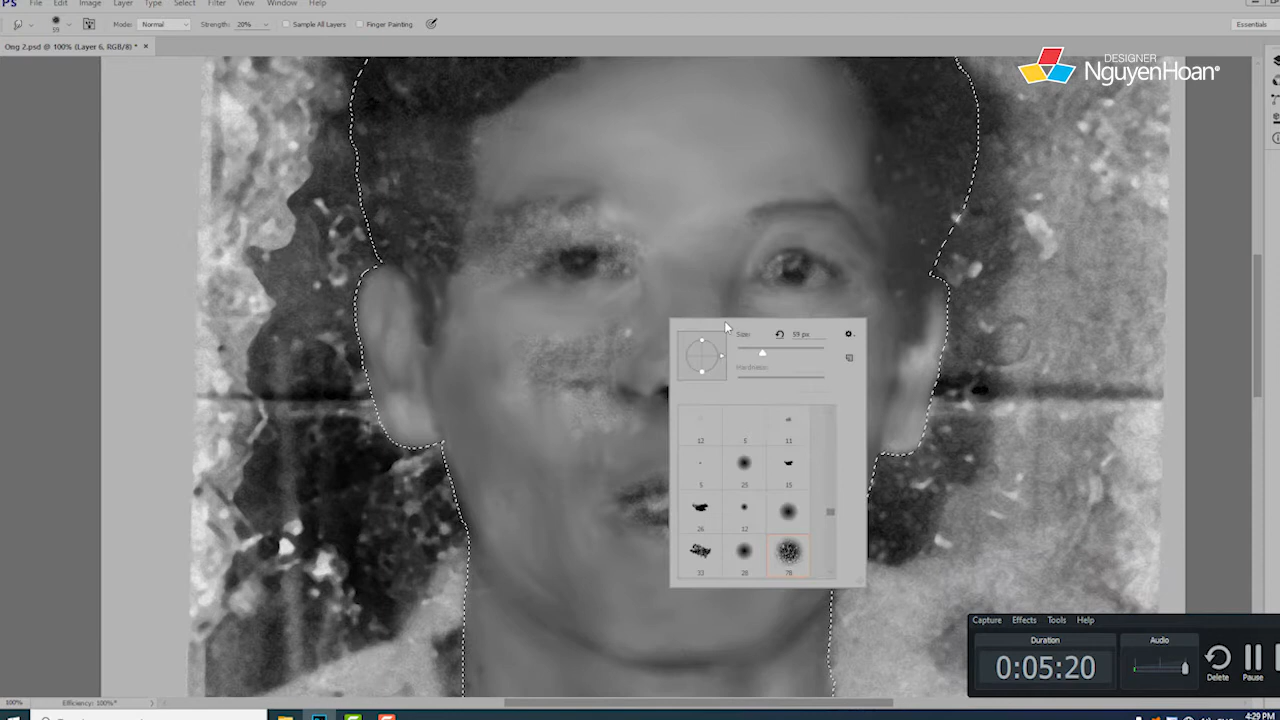 PS File Edit Image Layer Type Select Filter View Window Help
59 Mode: Normal Strength: 20% Sample All Layers Finger Painting Essentials
Ong 2.psd @ 100% (Layer 6, RGB/8) * ×
DESIGNER
NguyenHoan®
Size: 59 px
Hardness:
12 5 11
5 25 15
26 12
33 28 78
Capture Effects Tools Help
Duration Audio
0:05:20
Delete Pause
100% Efficiency: 100%*
4:29 PM